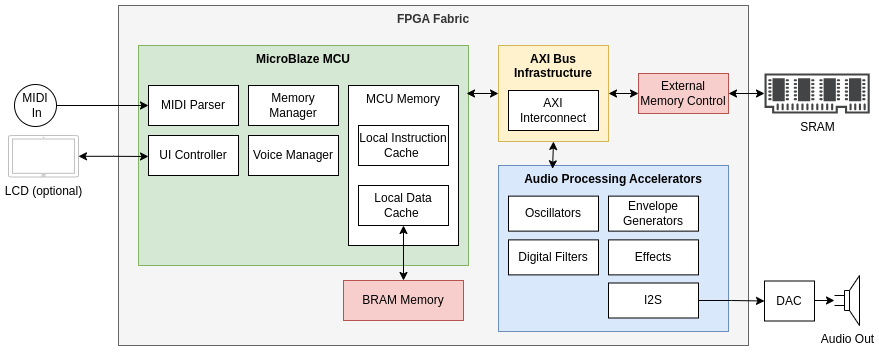 FPGA Fabric
MicroBlaze MCU
MIDI Parser
Memory
Manager
UI Controller
Voice Manager
MCU Memory
Local Instruction
Cache
Local Data
Cache
BRAM Memory
MIDI
In
LCD (optional)
AXI Bus
Infrastructure
AXI
Interconnect
External
Memory Control
SRAM
Audio Processing Accelerators
Oscillators
Envelope
Generators
Digital Filters
Effects
I2S
DAC
Audio Out